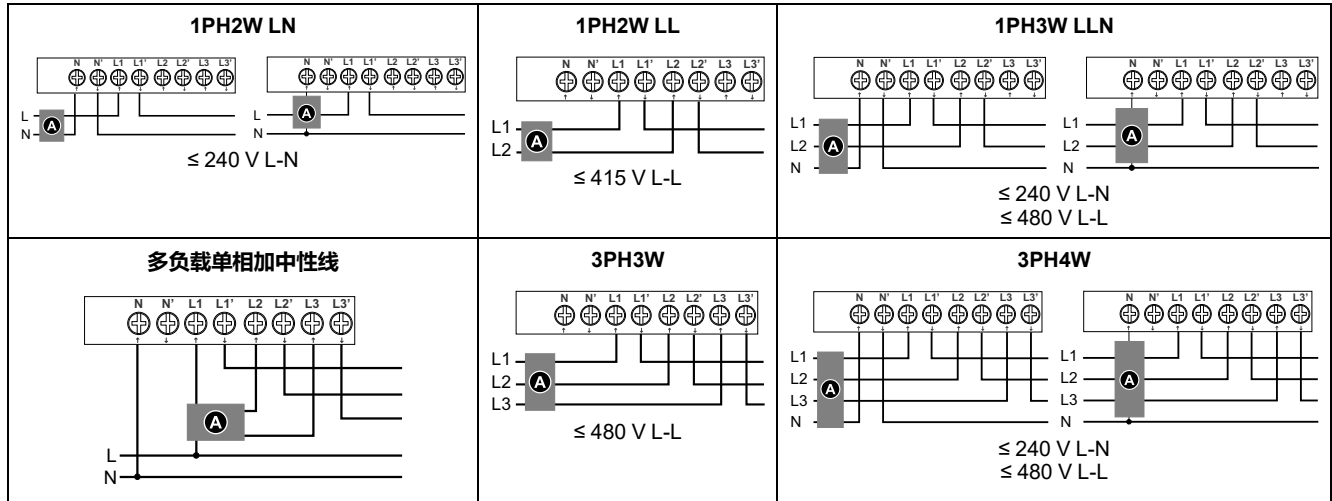 1PH2W LN
N N' L1 L1' L2 L2' L3 L3'
L
N
A
N N' L1 L1' L2 L2' L3 L3'
L
N
A
≤ 240 V L-N
1PH2W LL
N N' L1 L1' L2 L2' L3 L3'
L1
L2
A
≤ 415 V L-L
1PH3W LLN
N N' L1 L1' L2 L2' L3 L3'
L1
L2
N
A
N N' L1 L1' L2 L2' L3 L3'
L1
L2
N
A
≤ 240 V L-N
≤ 480 V L-L
多负载单相加中性线
N N' L1 L1' L2 L2' L3 L3'
A
L
N
3PH3W
N N' L1 L1' L2 L2' L3 L3'
L1
L2
L3
A
≤ 480 V L-L
3PH4W
N N' L1 L1' L2 L2' L3 L3'
L1
L2
L3
N
A
N N' L1 L1' L2 L2' L3 L3'
L1
L2
L3
N
A
≤ 240 V L-N
≤ 480 V L-L